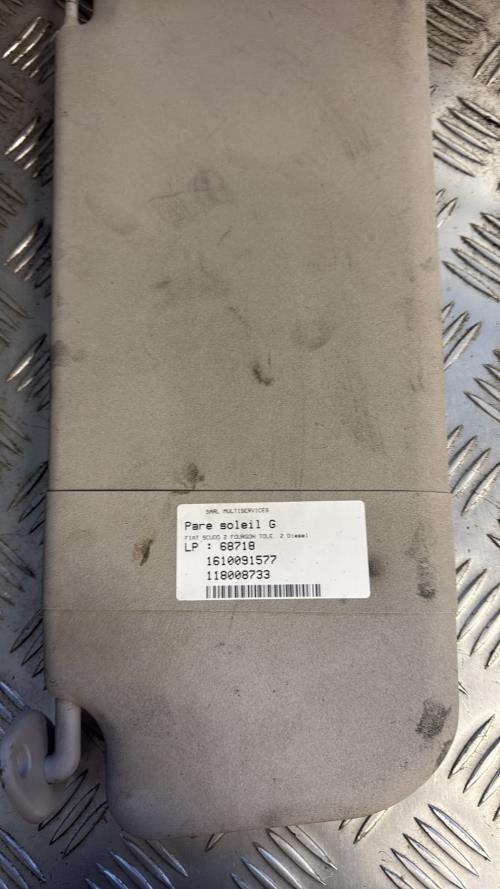 SARL MULTISERVICES
Pare soleil G
FIAT SCUDO 2 FOURGON TOLE. 2 Diesel
LP : 68718
1610091577
118008733